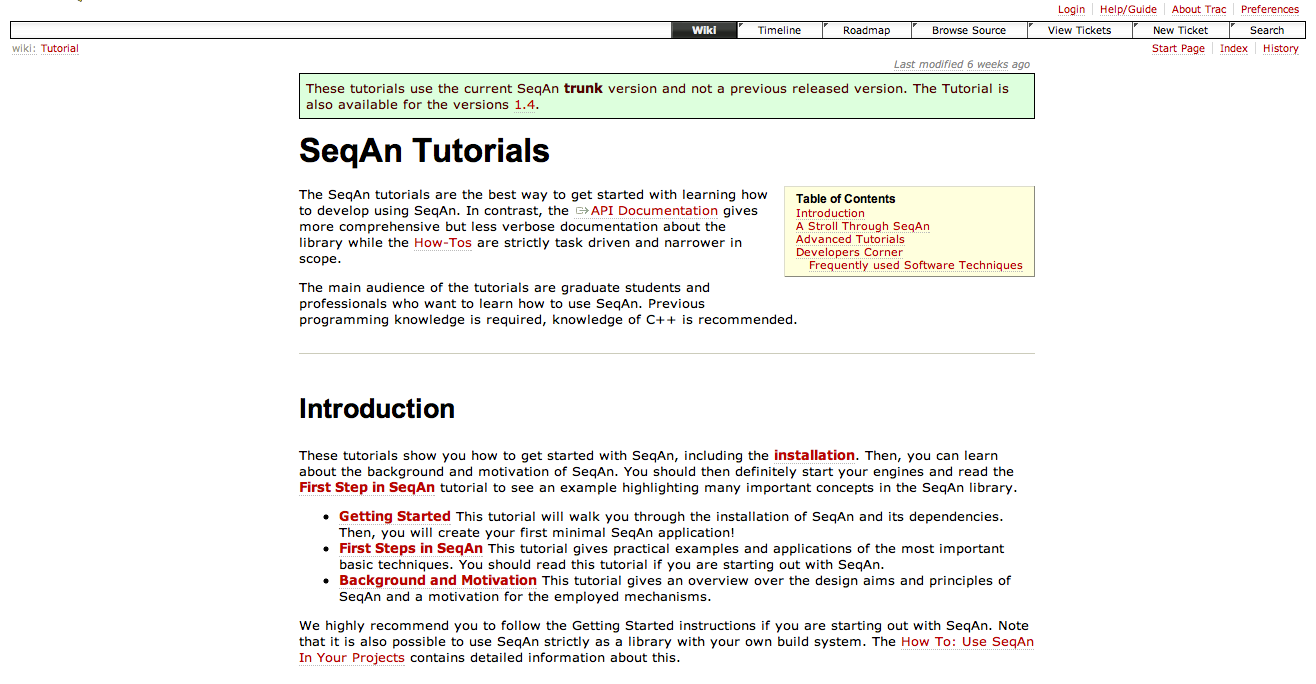 Login Help/Guide About Trac Preferences
Wiki Timeline Roadmap Browse Source View Tickets New Ticket Search
wiki: Tutorial Start Page Index History
Last modified 6 weeks ago
These tutorials use the current SeqAn trunk version and not a previous released version. The Tutorial is
also available for the versions 1.4.
SeqAn Tutorials
The SeqAn tutorials are the best way to get started with learning how
to develop using SeqAn. In contrast, the API Documentation gives
more comprehensive but less verbose documentation about the
library while the How-Tos are strictly task driven and narrower in
scope.
The main audience of the tutorials are graduate students and
professionals who want to learn how to use SeqAn. Previous
programming knowledge is required, knowledge of C++ is recommended.
Table of Contents
Introduction
A Stroll Through SeqAn
Advanced Tutorials
Developers Corner
Frequently used Software Techniques
Introduction
These tutorials show you how to get started with SeqAn, including the installation. Then, you can learn
about the background and motivation of SeqAn. You should then definitely start your engines and read the
First Step in SeqAn tutorial to see an example highlighting many important concepts in the SeqAn library.
• Getting Started This tutorial will walk you through the installation of SeqAn and its dependencies.
Then, you will create your first minimal SeqAn application!
• First Steps in SeqAn This tutorial gives practical examples and applications of the most important
basic techniques. You should read this tutorial if you are starting out with SeqAn.
• Background and Motivation This tutorial gives an overview over the design aims and principles of
SeqAn and a motivation for the employed mechanisms.
We highly recommend you to follow the Getting Started instructions if you are starting out with SeqAn. Note
that it is also possible to use SeqAn strictly as a library with your own build system. The How To: Use SeqAn
In Your Projects contains detailed information about this.